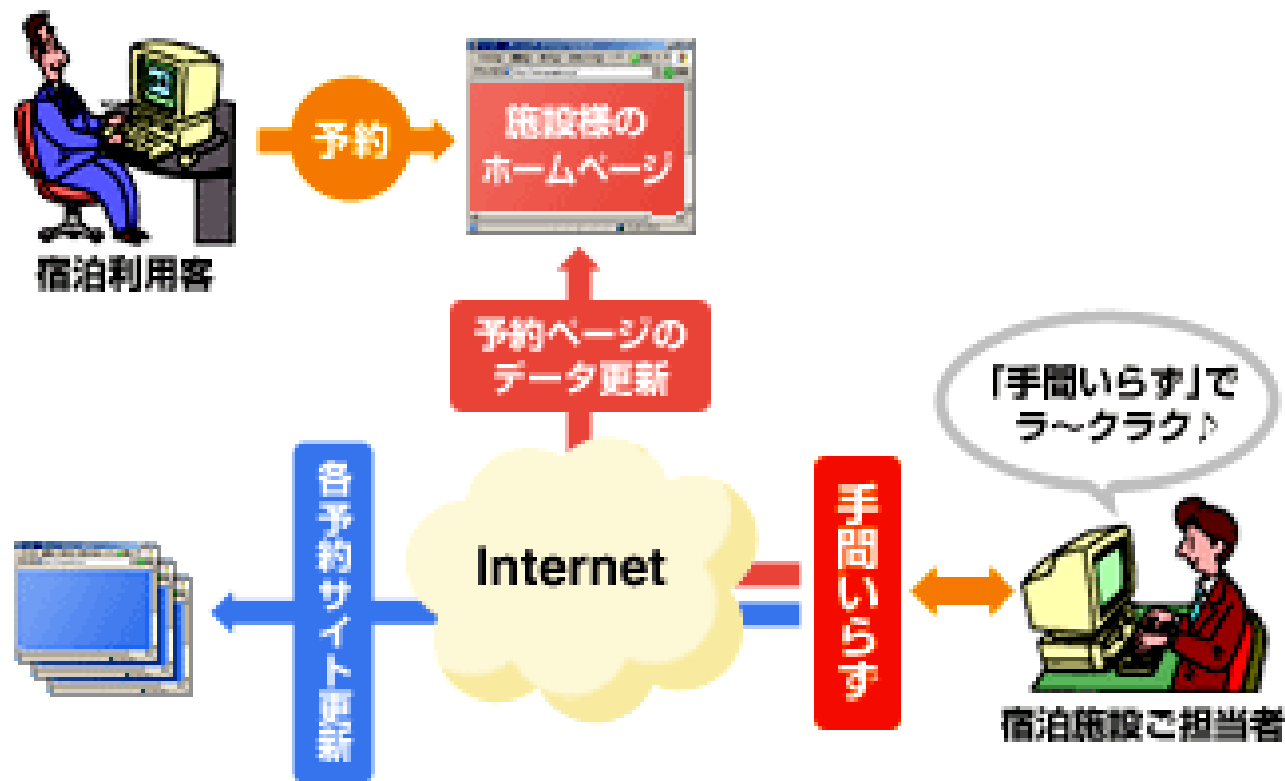 予約
施設様の
ホームページ
宿泊利用客
予約ページの
データ更新
「手間いらず」で
ラ〜クラク♪
各予約サイト更新
Internet
手間いらず
宿泊施設ご担当者